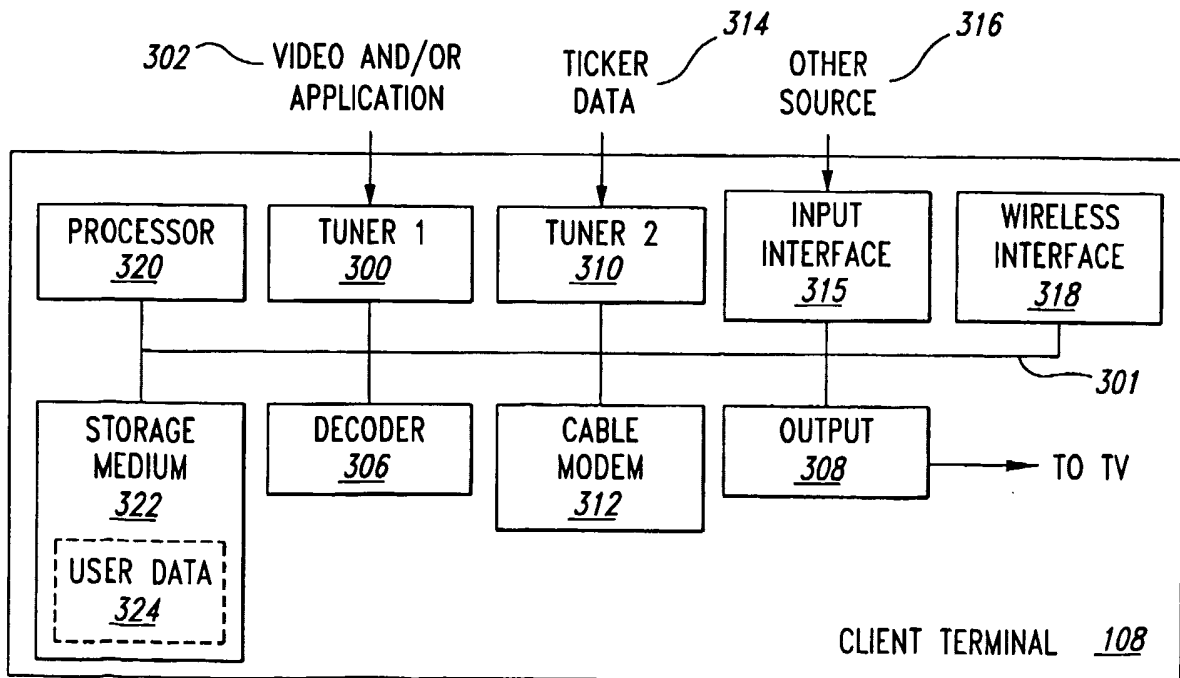 302
VIDEO AND/OR
APPLICATION
314
TICKER
DATA
316
OTHER
SOURCE
PROCESSOR
320
TUNER 1
300
TUNER 2
310
INPUT
INTERFACE
315
WIRELESS
INTERFACE
318
301
STORAGE
MEDIUM
322
USER DATA
324
DECODER
306
CABLE
MODEM
312
OUTPUT
308
TO TV
CLIENT TERMINAL 108